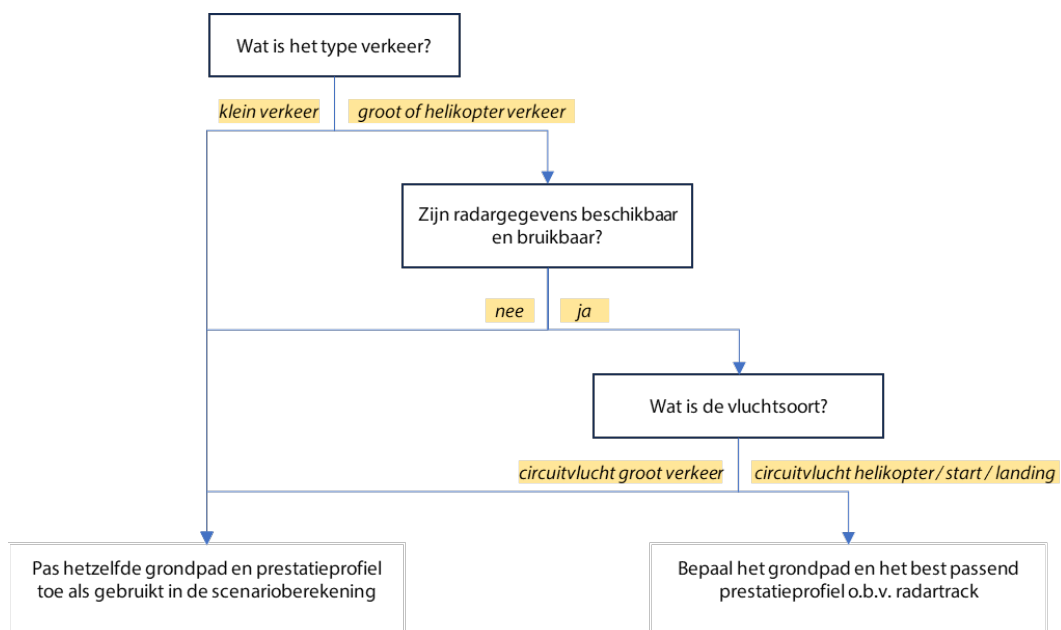 Wat is het type verkeer?
klein verkeer
groot of helikopter verkeer
Zijn radargegevens beschikbaar
en bruikbaar?
nee
ja
Wat is de vluchtsoort?
circuitvlucht groot verkeer
circuitvlucht helikopter / start / landing
Pas hetzelfde grondpad en prestatieprofiel
toe als gebruikt in de scenarioberekening
Bepaal het grondpad en het best passend
prestatieprofiel o.b.v. radartrack